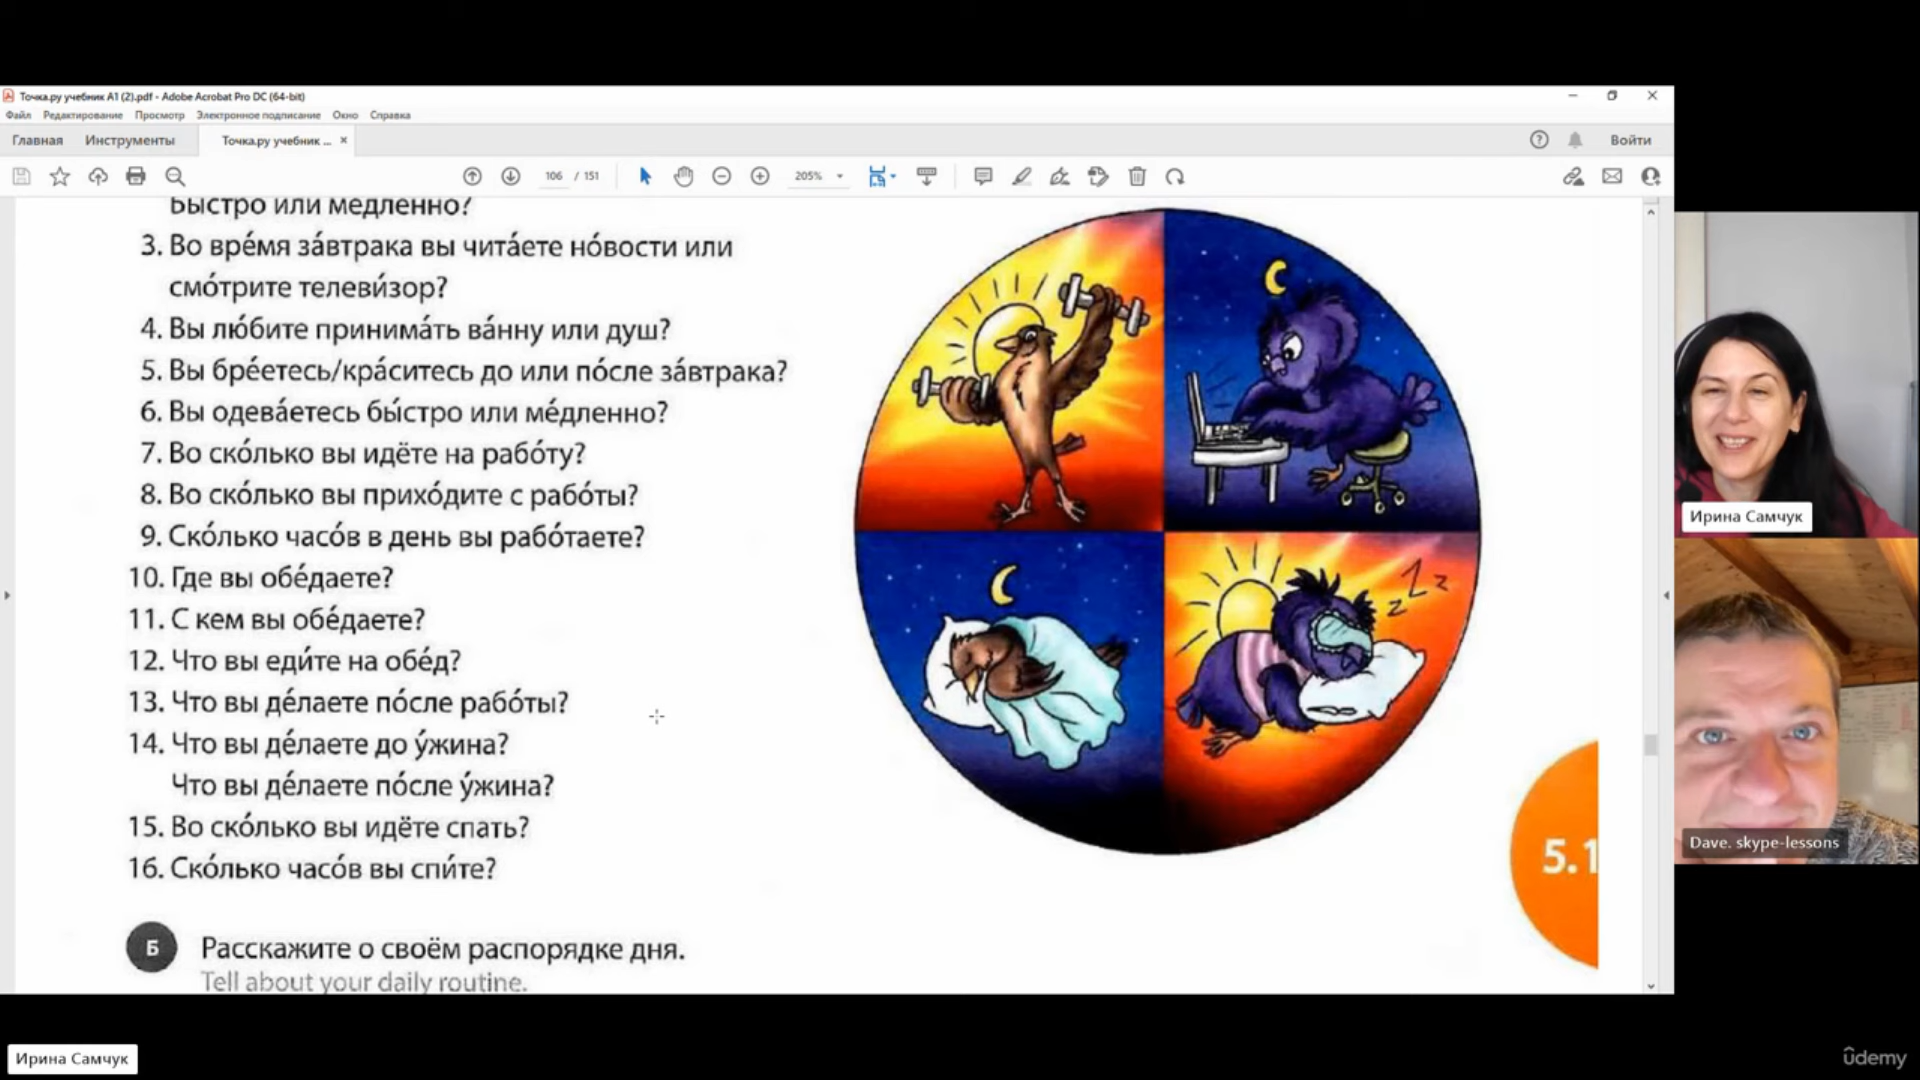 Точка.ру учебник A1 (2).pdf - Adobe Acrobat Pro DC (64-bit)
Файл Редактирование Просмотр Электронное подписание Окно Справка
Главная Инструменты Точка.ру учебник ... × Войти
106 / 151 205%
Быстро или медленно?
3. Во вре́мя за́втрака вы чита́ете но́вости или
смо́трите телеви́зор?
4. Вы лю́бите принима́ть ва́нну или душ?
5. Вы бре́етесь/кра́ситесь до или по́сле за́втрака?
6. Вы одева́етесь бы́стро или ме́дленно?
7. Во ско́лько вы идёте на рабо́ту?
8. Во ско́лько вы прихо́дите с рабо́ты?
9. Ско́лько часо́в в день вы рабо́таете?
10. Где вы обе́даете?
11. С кем вы обе́даете?
12. Что вы еди́те на обе́д?
13. Что вы де́лаете по́сле рабо́ты?
14. Что вы де́лаете до у́жина?
Что вы де́лаете по́сле у́жина?
15. Во ско́лько вы идёте спать?
16. Ско́лько часо́в вы спи́те?
Б Расскажите о своём распорядке дня.
Tell about your daily routine.
z Z z
5.1
Ирина Самчук
Dave. skype-lessons
Ирина Самчук
ûdemy